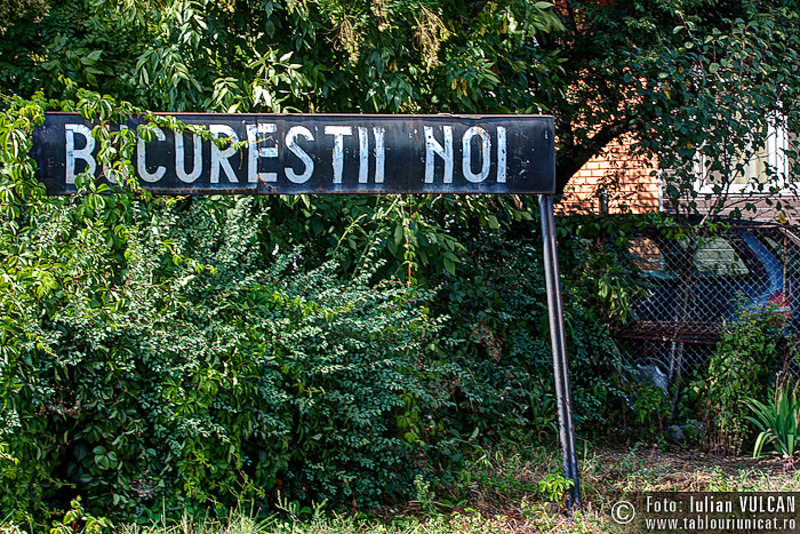 BUCURESTII NOI
© Foto: Iulian VULCAN
www.tablouriunicat.ro